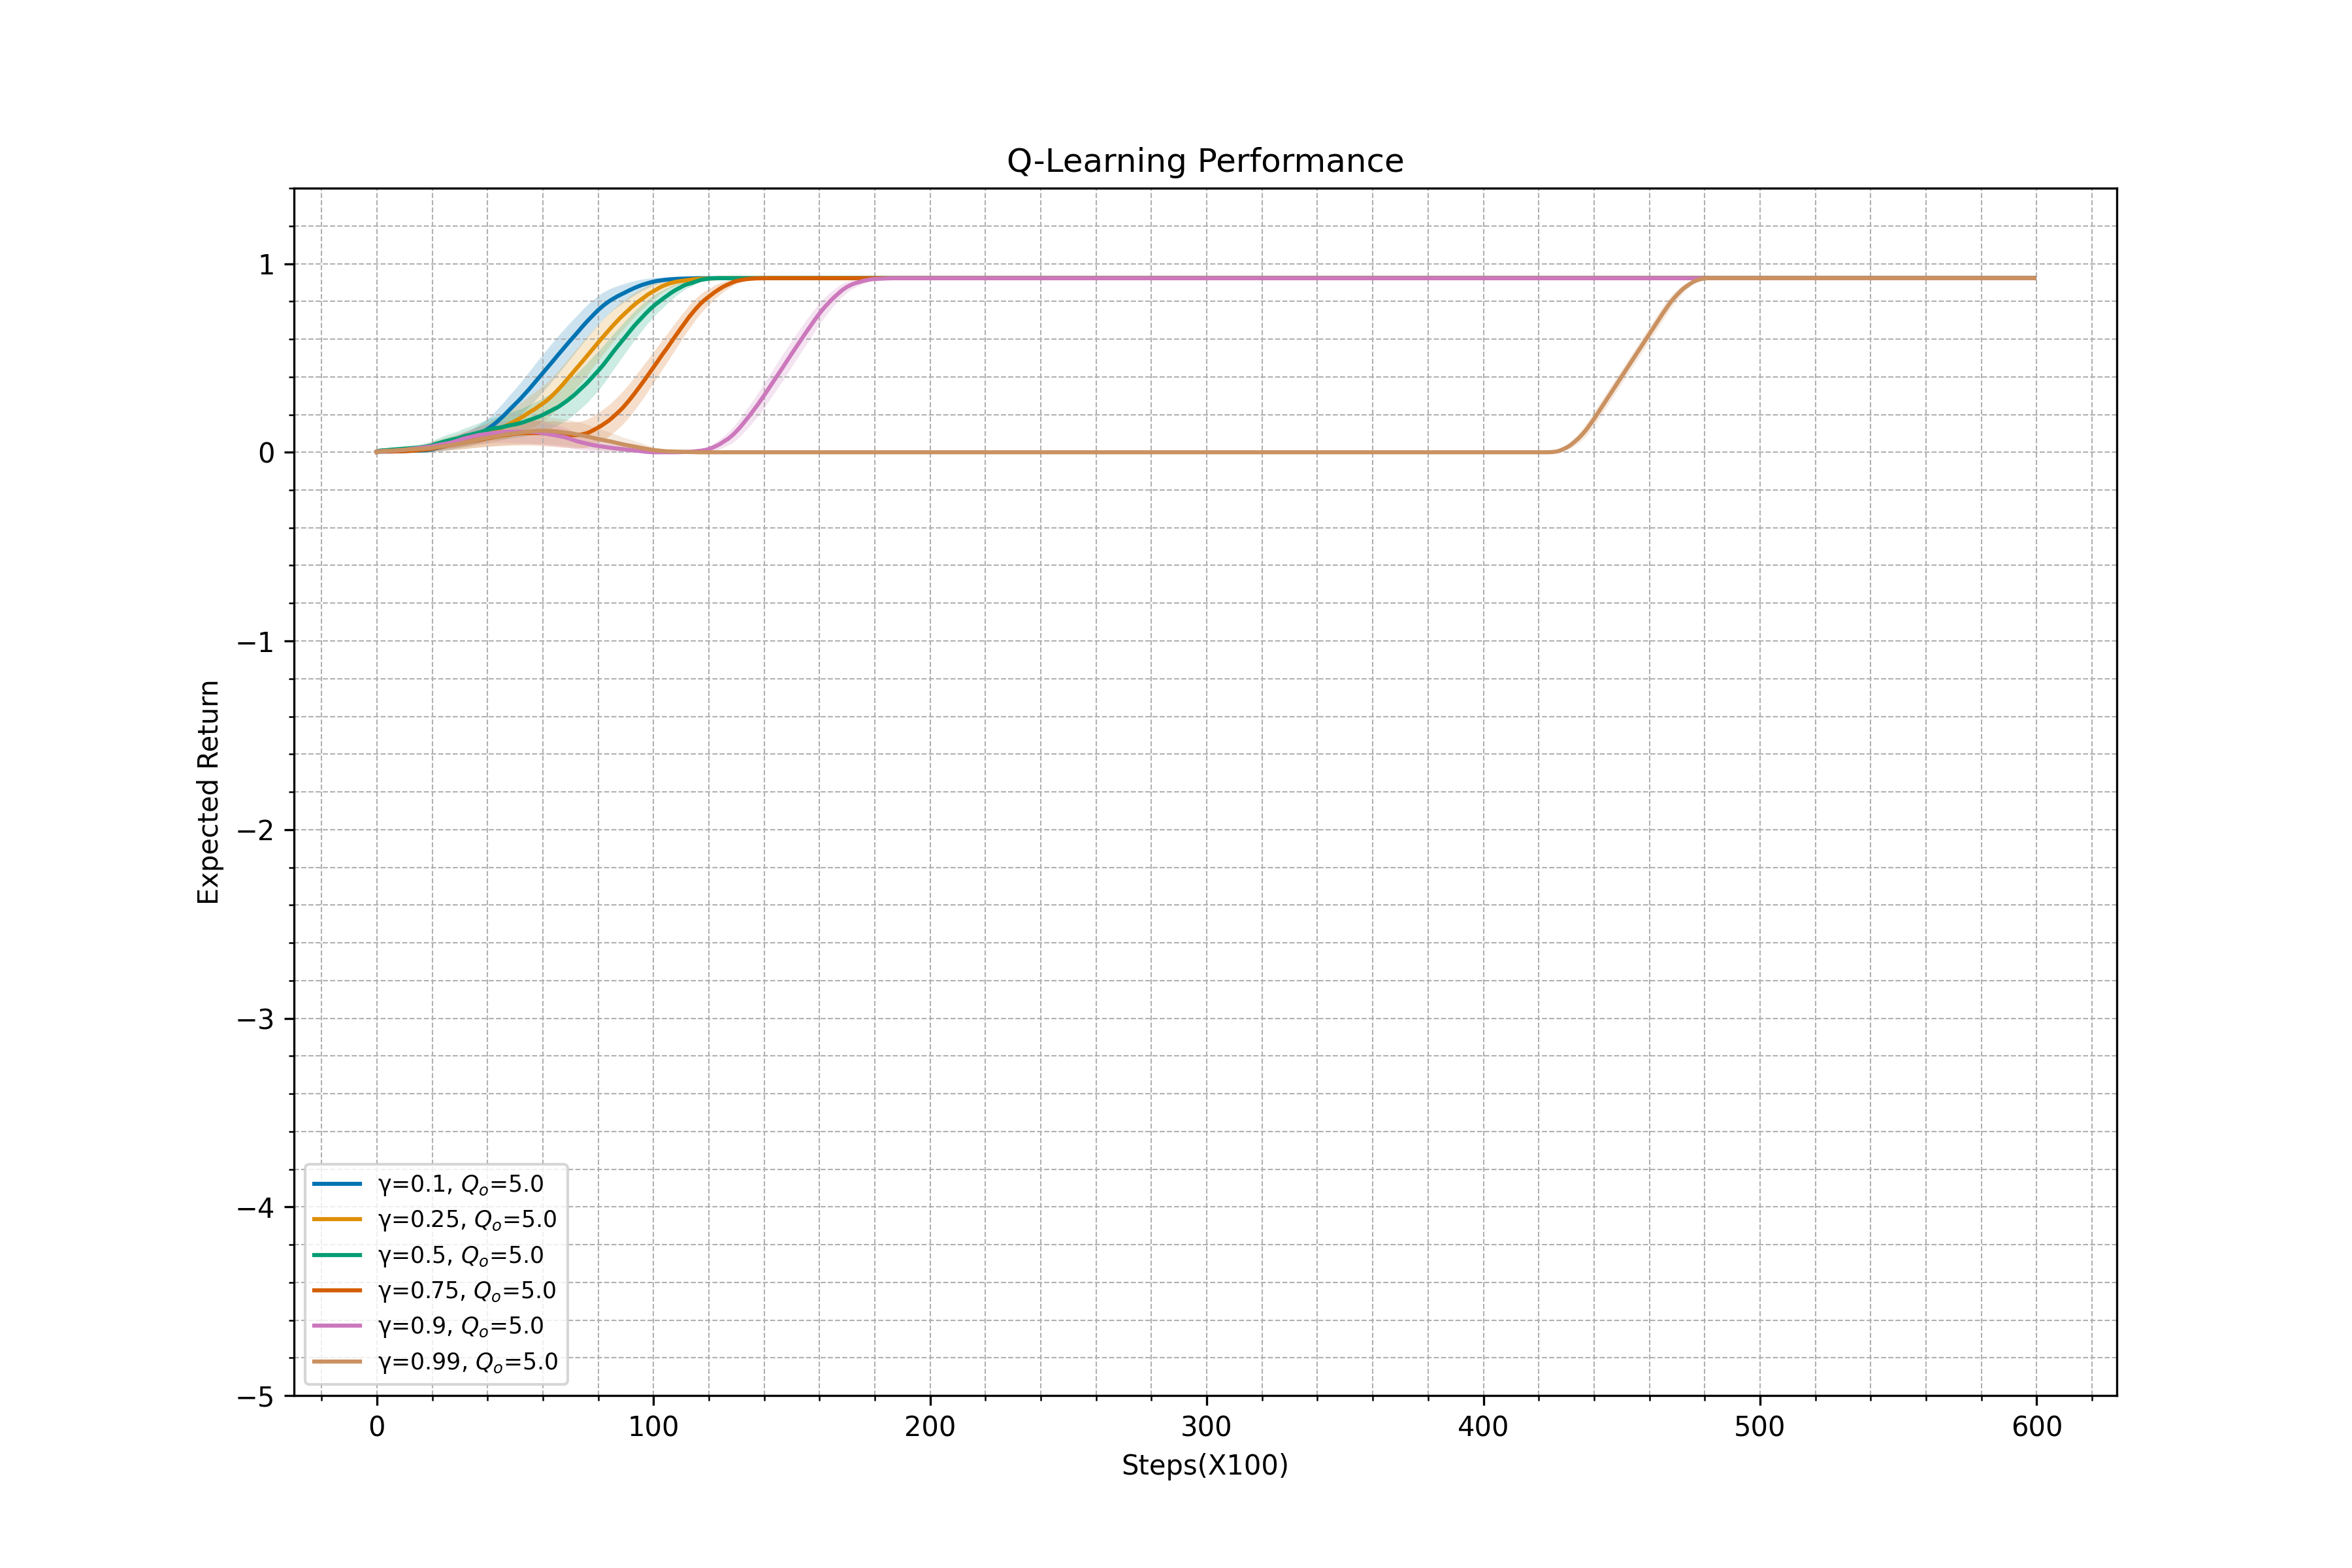 Q-Learning Performance
Expected Return
1
0
−1
−2
−3
−4
−5
γ=0.1, Qo=5.0
γ=0.25, Qo=5.0
γ=0.5, Qo=5.0
γ=0.75, Qo=5.0
γ=0.9, Qo=5.0
γ=0.99, Qo=5.0
0 100 200 300 400 500 600
Steps(X100)